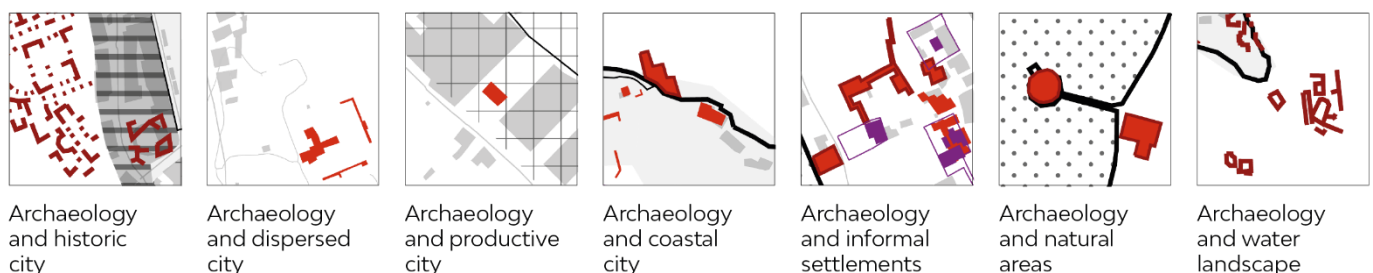 Archaeology
and historic
city
Archaeology
and dispersed
city
Archaeology
and productive
city
Archaeology
and coastal
city
Archaeology
and informal
settlements
Archaeology
and natural
areas
Archaeology
and water
landscape